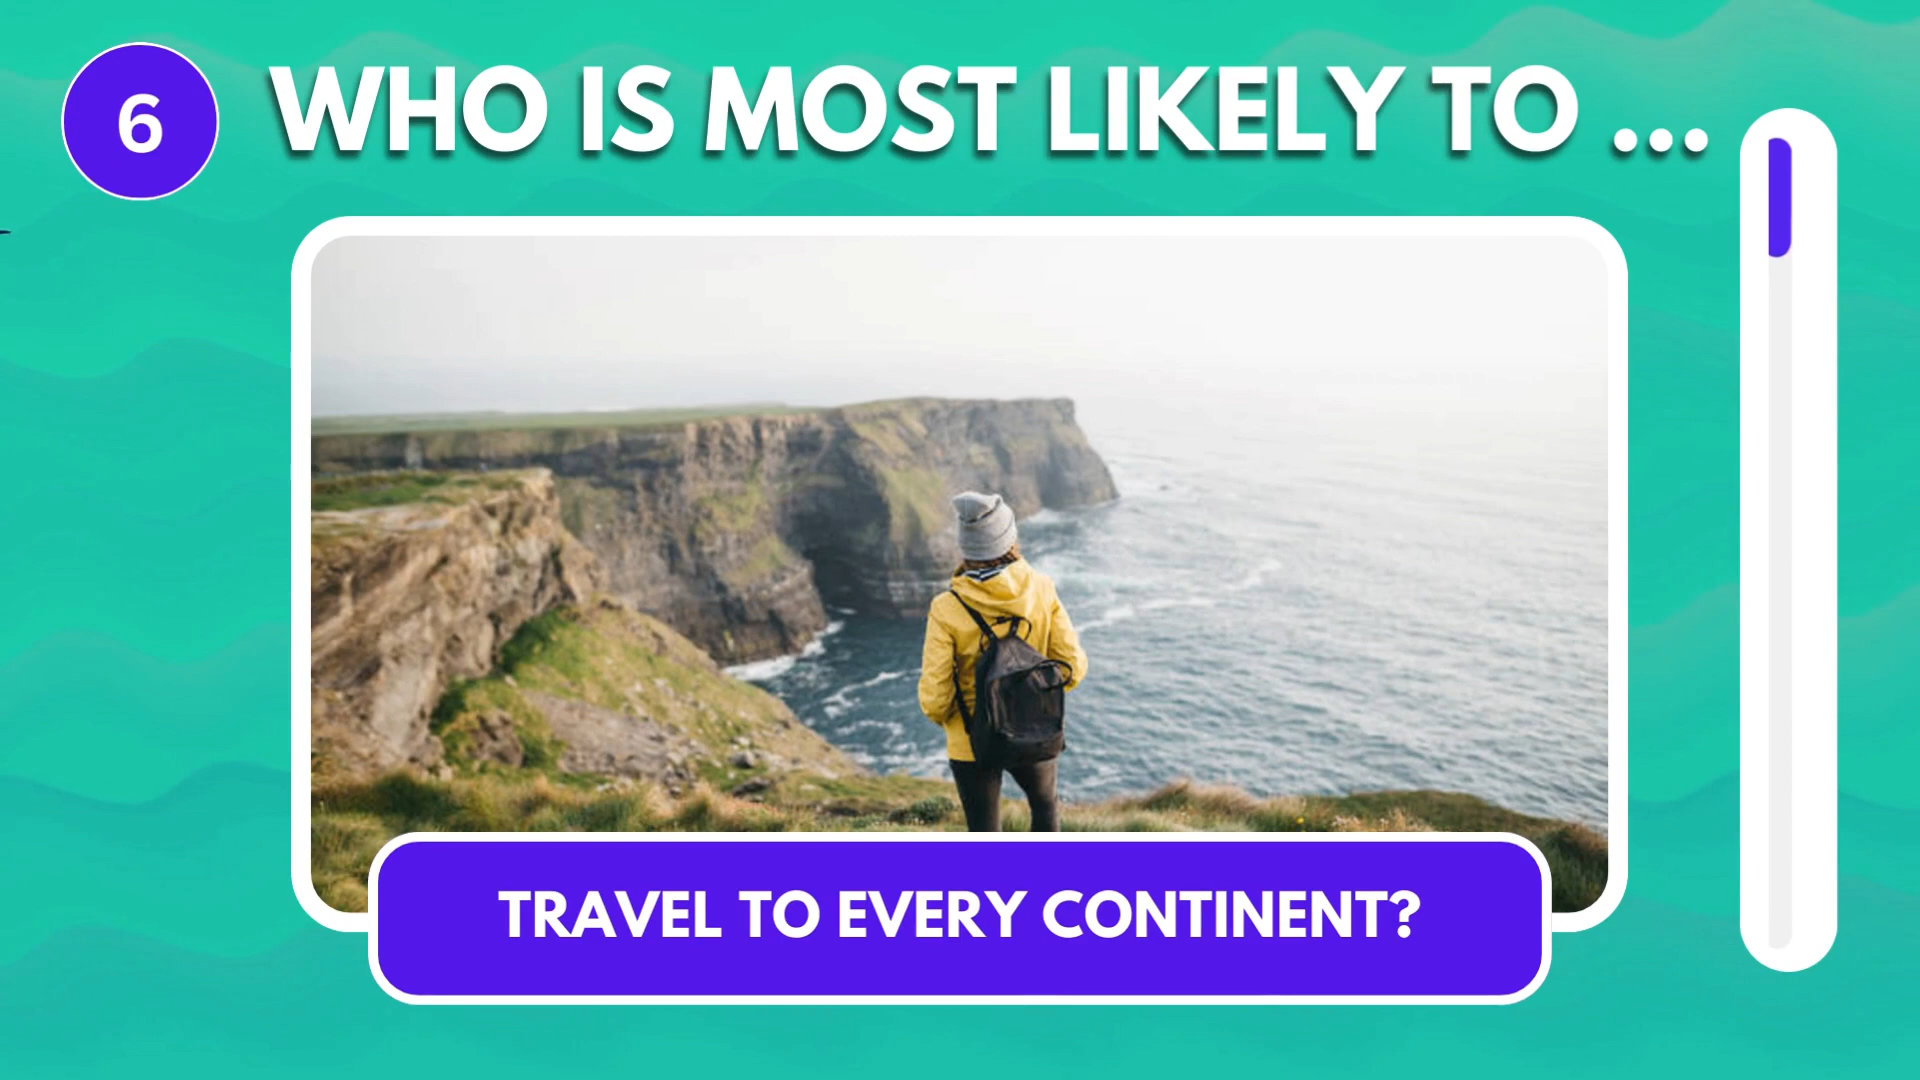 6
WHO IS MOST LIKELY TO ...
TRAVEL TO EVERY CONTINENT?